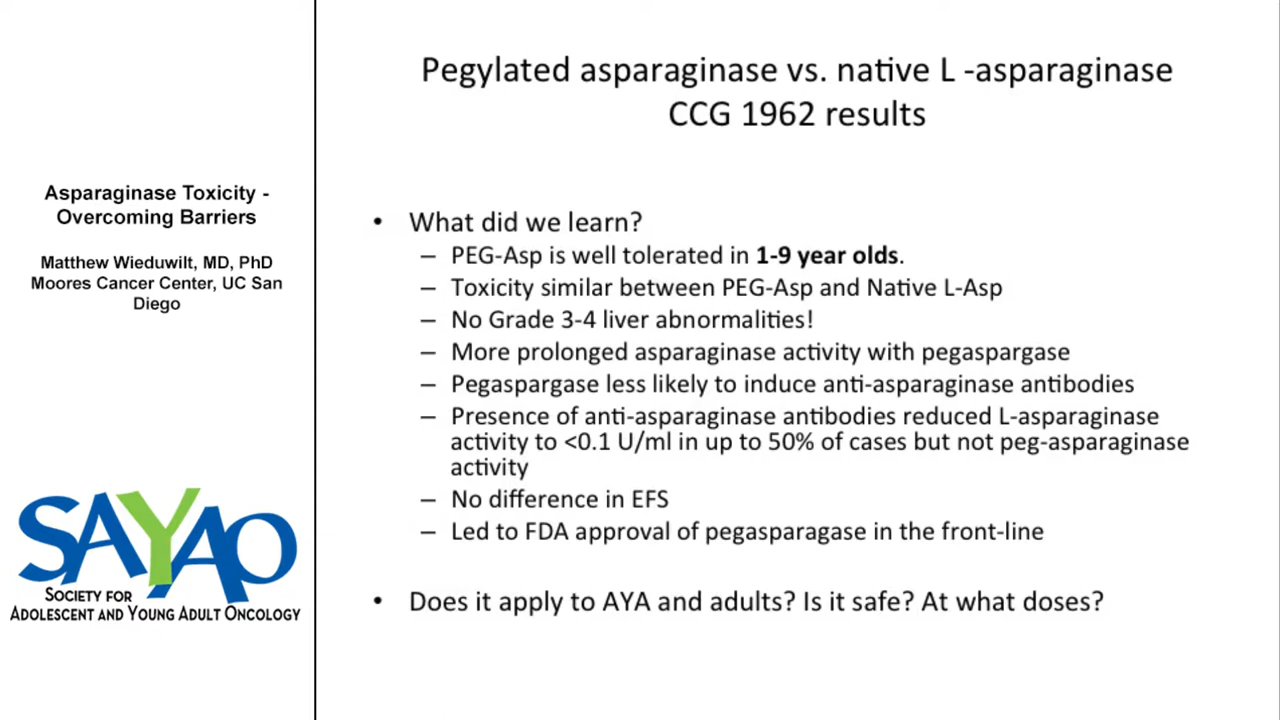 Asparaginase Toxicity -
Overcoming Barriers
Matthew Wieduwilt, MD, PhD
Moores Cancer Center, UC San
Diego
SAYAO
SOCIETY FOR
ADOLESCENT AND YOUNG ADULT ONCOLOGY
Pegylated asparaginase vs. native L -asparaginase
CCG 1962 results
• What did we learn?
– PEG-Asp is well tolerated in 1-9 year olds.
– Toxicity similar between PEG-Asp and Native L-Asp
– No Grade 3-4 liver abnormalities!
– More prolonged asparaginase activity with pegaspargase
– Pegaspargase less likely to induce anti-asparaginase antibodies
– Presence of anti-asparaginase antibodies reduced L-asparaginase
activity to <0.1 U/ml in up to 50% of cases but not peg-asparaginase
activity
– No difference in EFS
– Led to FDA approval of pegasparagase in the front-line
• Does it apply to AYA and adults? Is it safe? At what doses?